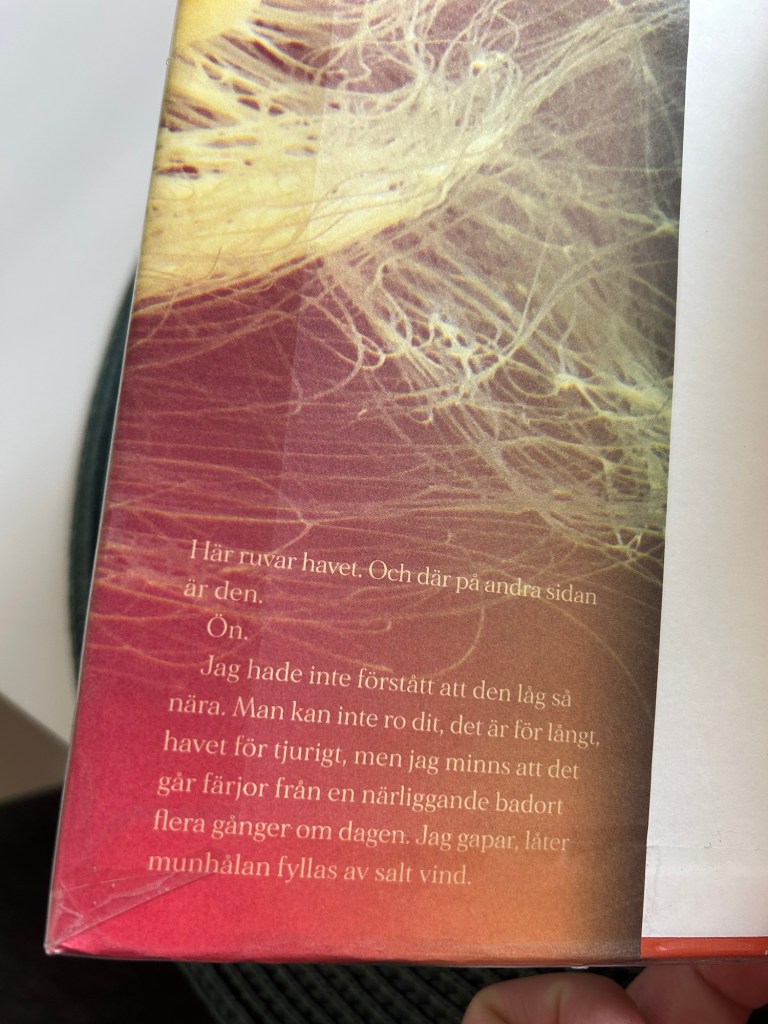 Här ruvar havet. Och där på andra sidan
är den.
Ön.
Jag hade inte förstått att den låg så
nära. Man kan inte ro dit, det är för långt,
havet för tjurigt, men jag minns att det
går färjor från en närliggande badort
flera gånger om dagen. Jag gapar, låter
munhålan fyllas av salt vind.